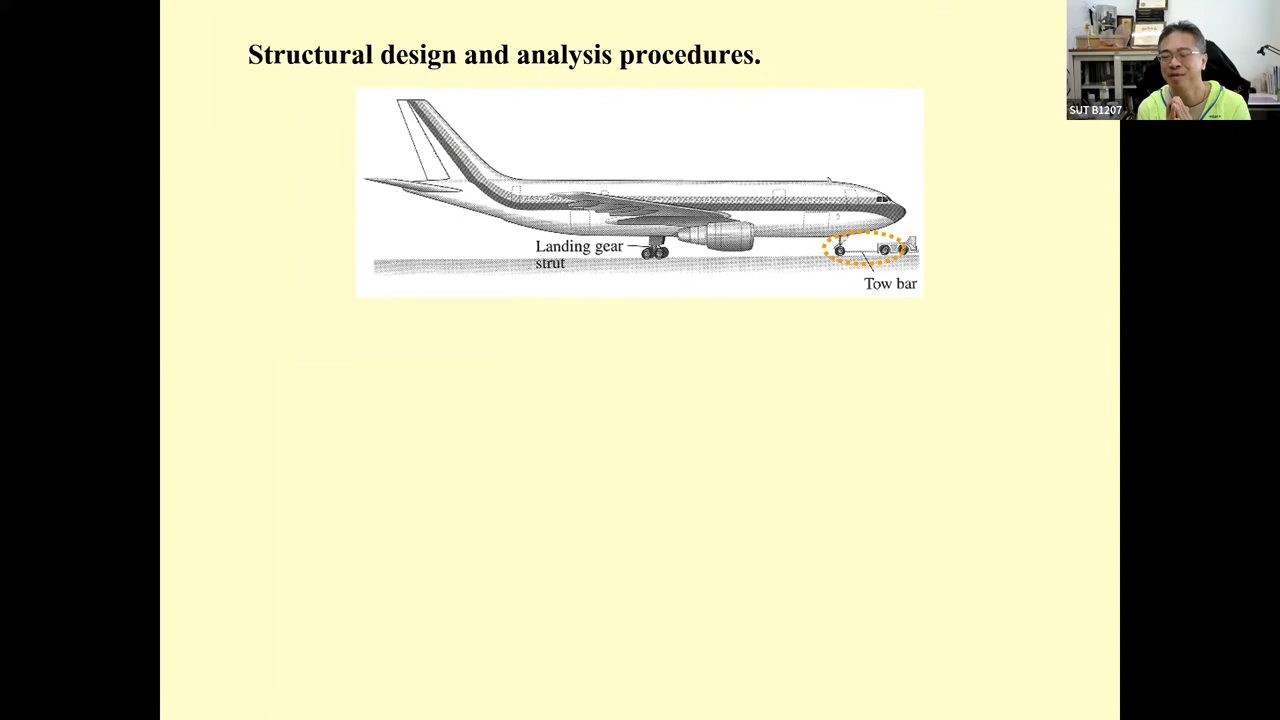 Structural design and analysis procedures.
SUT B1207
Landing gear
strut
Tow bar